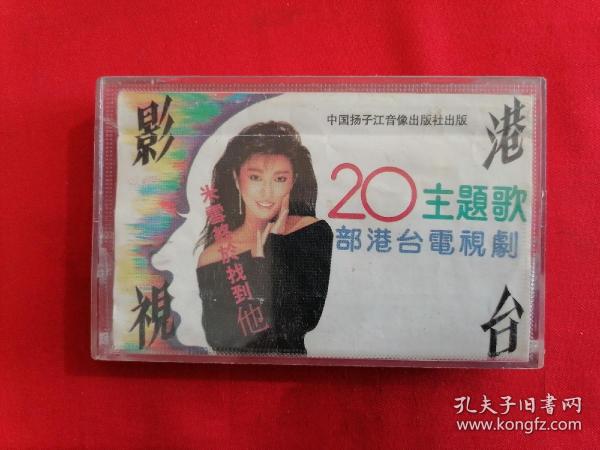 影視
港台
中国扬子江音像出版社出版
20主題歌
部港台電視劇
米雪終於找到他
孔夫子旧书网
www.kongfz.com